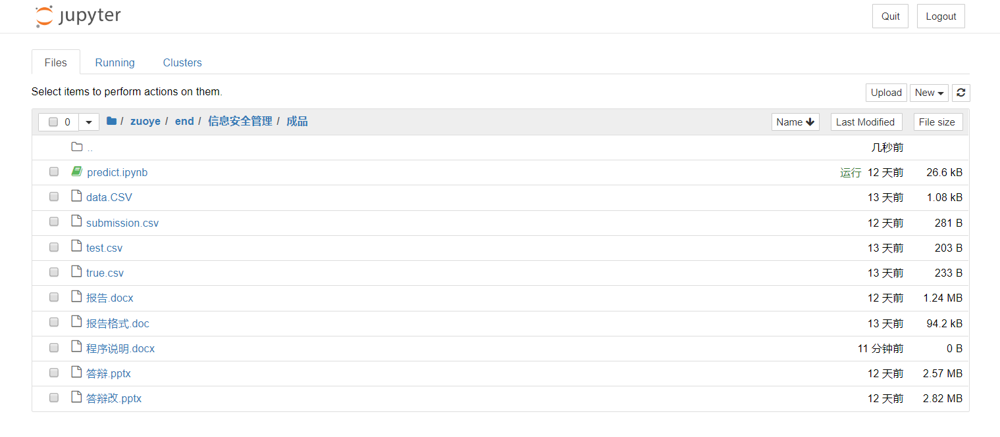 jupyter Quit Logout
Files Running Clusters
Select items to perform actions on them. Upload New
0 / zuoye / end / 信息安全管理 / 成品 Name Last Modified File size
.. 几秒前
predict.ipynb 运行 12 天前 26.6 kB
data.CSV 13 天前 1.08 kB
submission.csv 12 天前 281 B
test.csv 13 天前 203 B
true.csv 13 天前 233 B
报告.docx 12 天前 1.24 MB
报告格式.doc 13 天前 94.2 kB
程序说明.docx 11 分钟前 0 B
答辩.pptx 12 天前 2.57 MB
答辩改.pptx 12 天前 2.82 MB